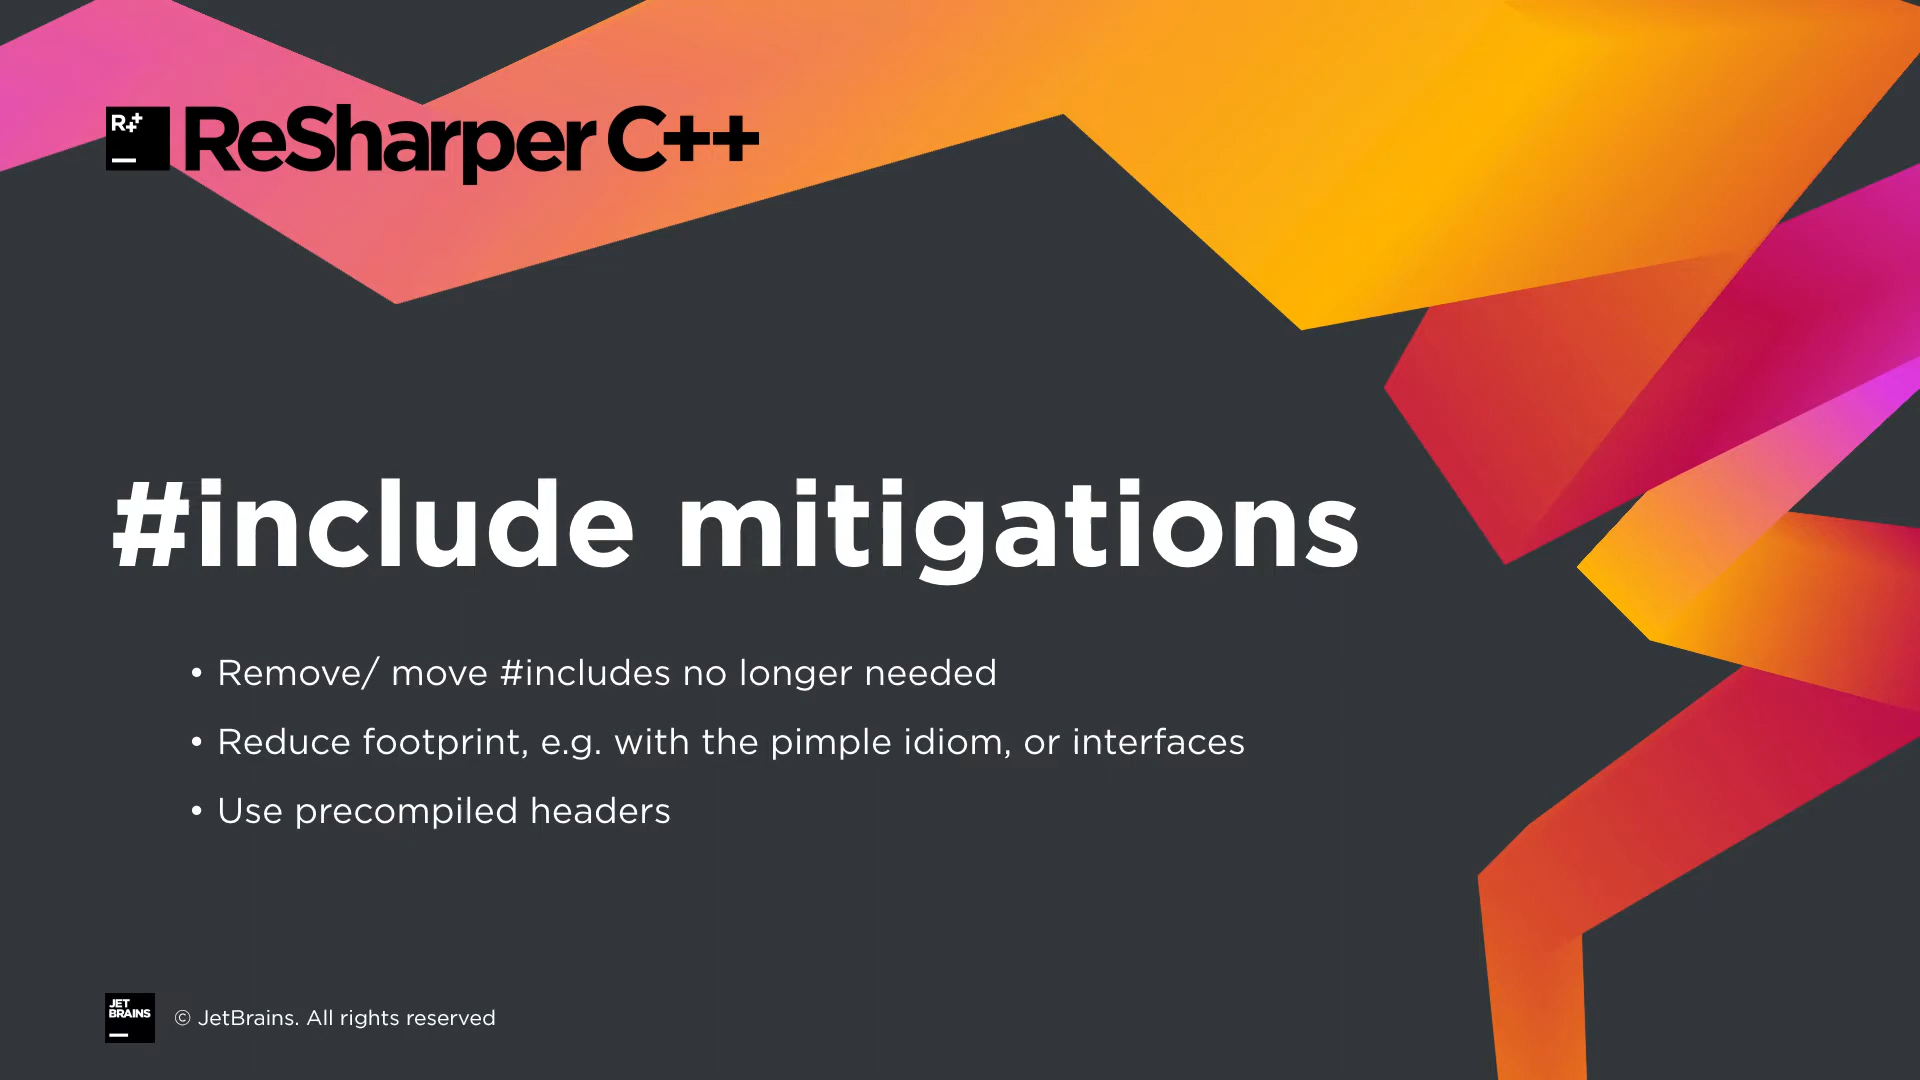 R++
ReSharper C++
#include mitigations
• Remove/ move #includes no longer needed
• Reduce footprint, e.g. with the pimple idiom, or interfaces
• Use precompiled headers
JET
BRAINS
© JetBrains. All rights reserved